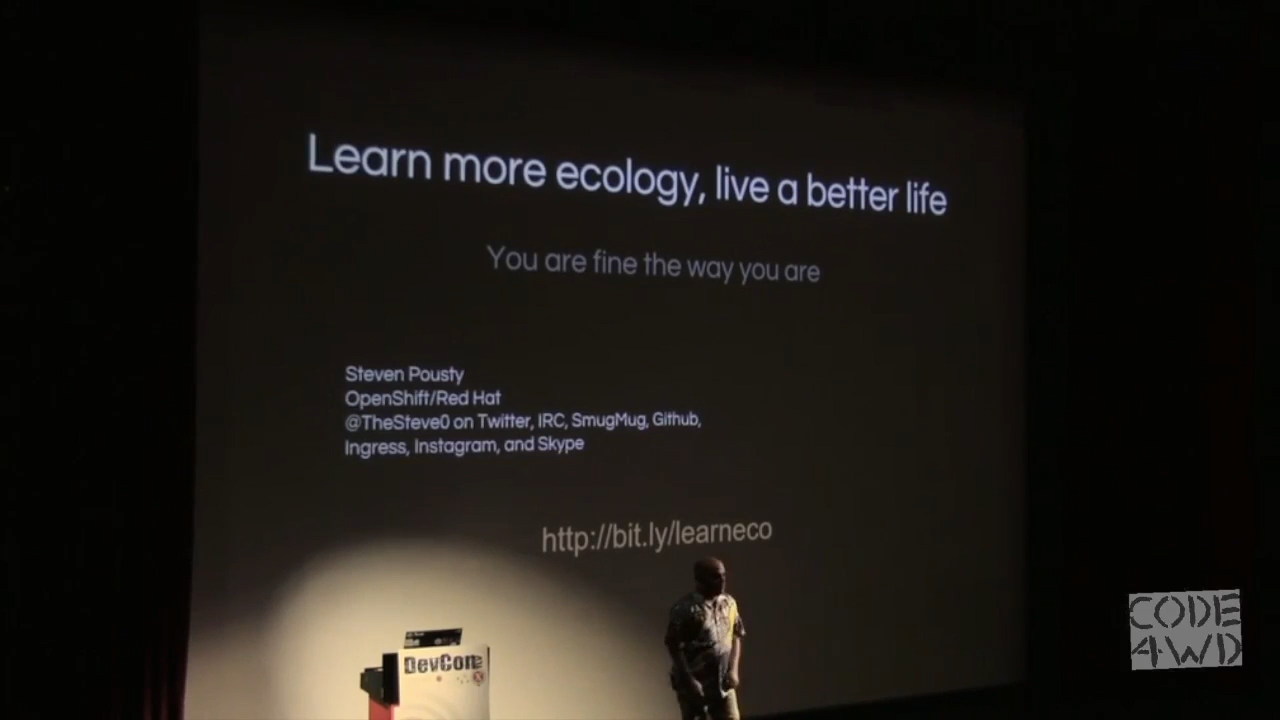 Learn more ecology, live a better life
You are fine the way you are
Steven Pousty
OpenShift/Red Hat
@TheSteve0 on Twitter, IRC, SmugMug, Github,
Ingress, Instagram, and Skype
http://bit.ly/learneco
DevCon
CODE
4WD